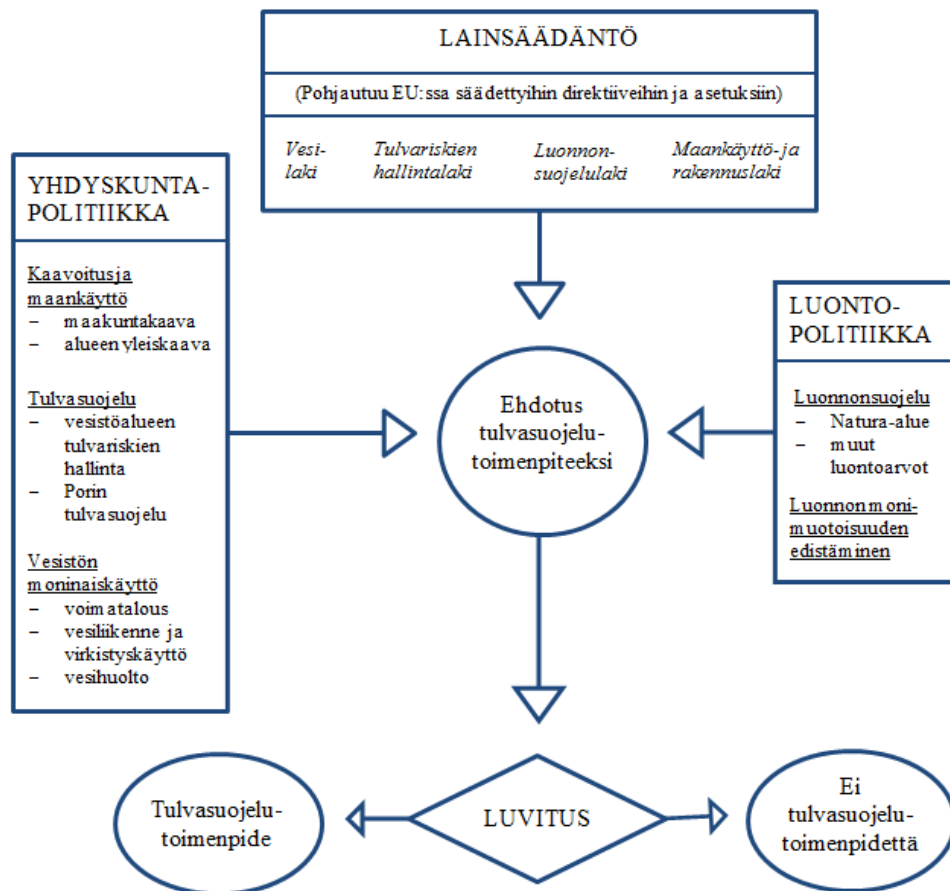 LAINSÄÄDÄNTÖ
(Pohjautuu EU:ssa säädettyihin direktiiveihin ja asetuksiin)
Vesi-
laki
Tulvariskien
hallintalaki
Luonnon-
suojelulaki
Maankäyttö- ja
rakennuslaki
YHDYSKUNTA-
POLITIIKKA
Kaavoitus ja
maankäyttö
– maakuntakaava
– alueen yleiskaava
Tulvasuojelu
– vesistöalueen
tulvariskien
hallinta
– Porin
tulvasuojelu
Vesistön
moninaiskäyttö
– voimatalous
– vesiliikenne ja
virkistyskäyttö
– vesihuolto
Ehdotus
tulvasuojelu-
toimenpiteeksi
LUONTO-
POLITIIKKA
Luonnonsuojelu
– Natura-alue
– muut
luontoarvot
Luonnon moni-
muotoisuuden
edistäminen
Tulvasuojelu-
toimenpide
LUVITUS
Ei
tulvasuojelu-
toimenpidettä